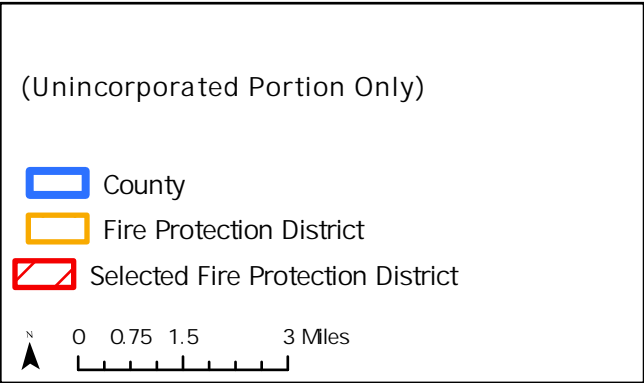 (Unincorporated Portion Only)
County
Fire Protection District
Selected Fire Protection District
N
0 0.75 1.5 3 Miles